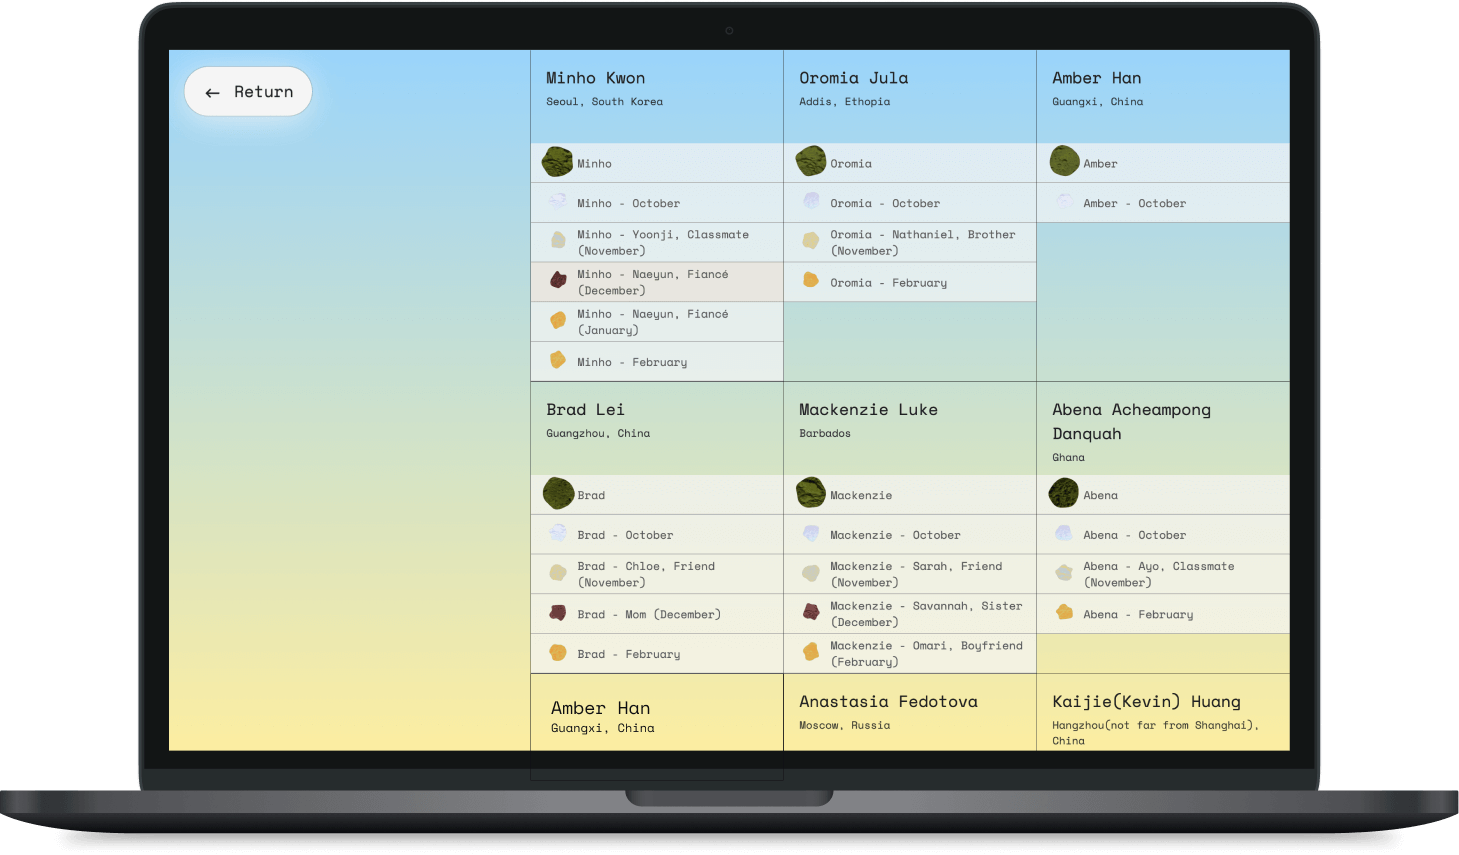 ← Return
Minho Kwon
Seoul, South Korea
Minho
Minho - October
Minho - Yoonji, Classmate
(November)
Minho - Naeyun, Fiancé
(December)
Minho - Naeyun, Fiancé
(January)
Minho - February
Oromia Jula
Addis, Ethiopia
Oromia
Oromia - October
Oromia - Nathaniel, Brother
(November)
Oromia - February
Amber Han
Guangxi, China
Amber
Amber - October
Brad Lei
Guangzhou, China
Brad
Brad - October
Brad - Chloe, Friend
(November)
Brad - Mom (December)
Brad - February
Mackenzie Luke
Barbados
Mackenzie
Mackenzie - October
Mackenzie - Sarah, Friend
(November)
Mackenzie - Savannah, Sister
(December)
Mackenzie - Omari, Boyfriend
(February)
Abena Acheampong
Danquah
Ghana
Abena
Abena - October
Abena - Ayo, Classmate
(November)
Abena - February
Amber Han
Guangxi, China
Anastasia Fedotova
Moscow, Russia
Kaijie(Kevin) Huang
Hangzhou(not far from Shanghai),
China